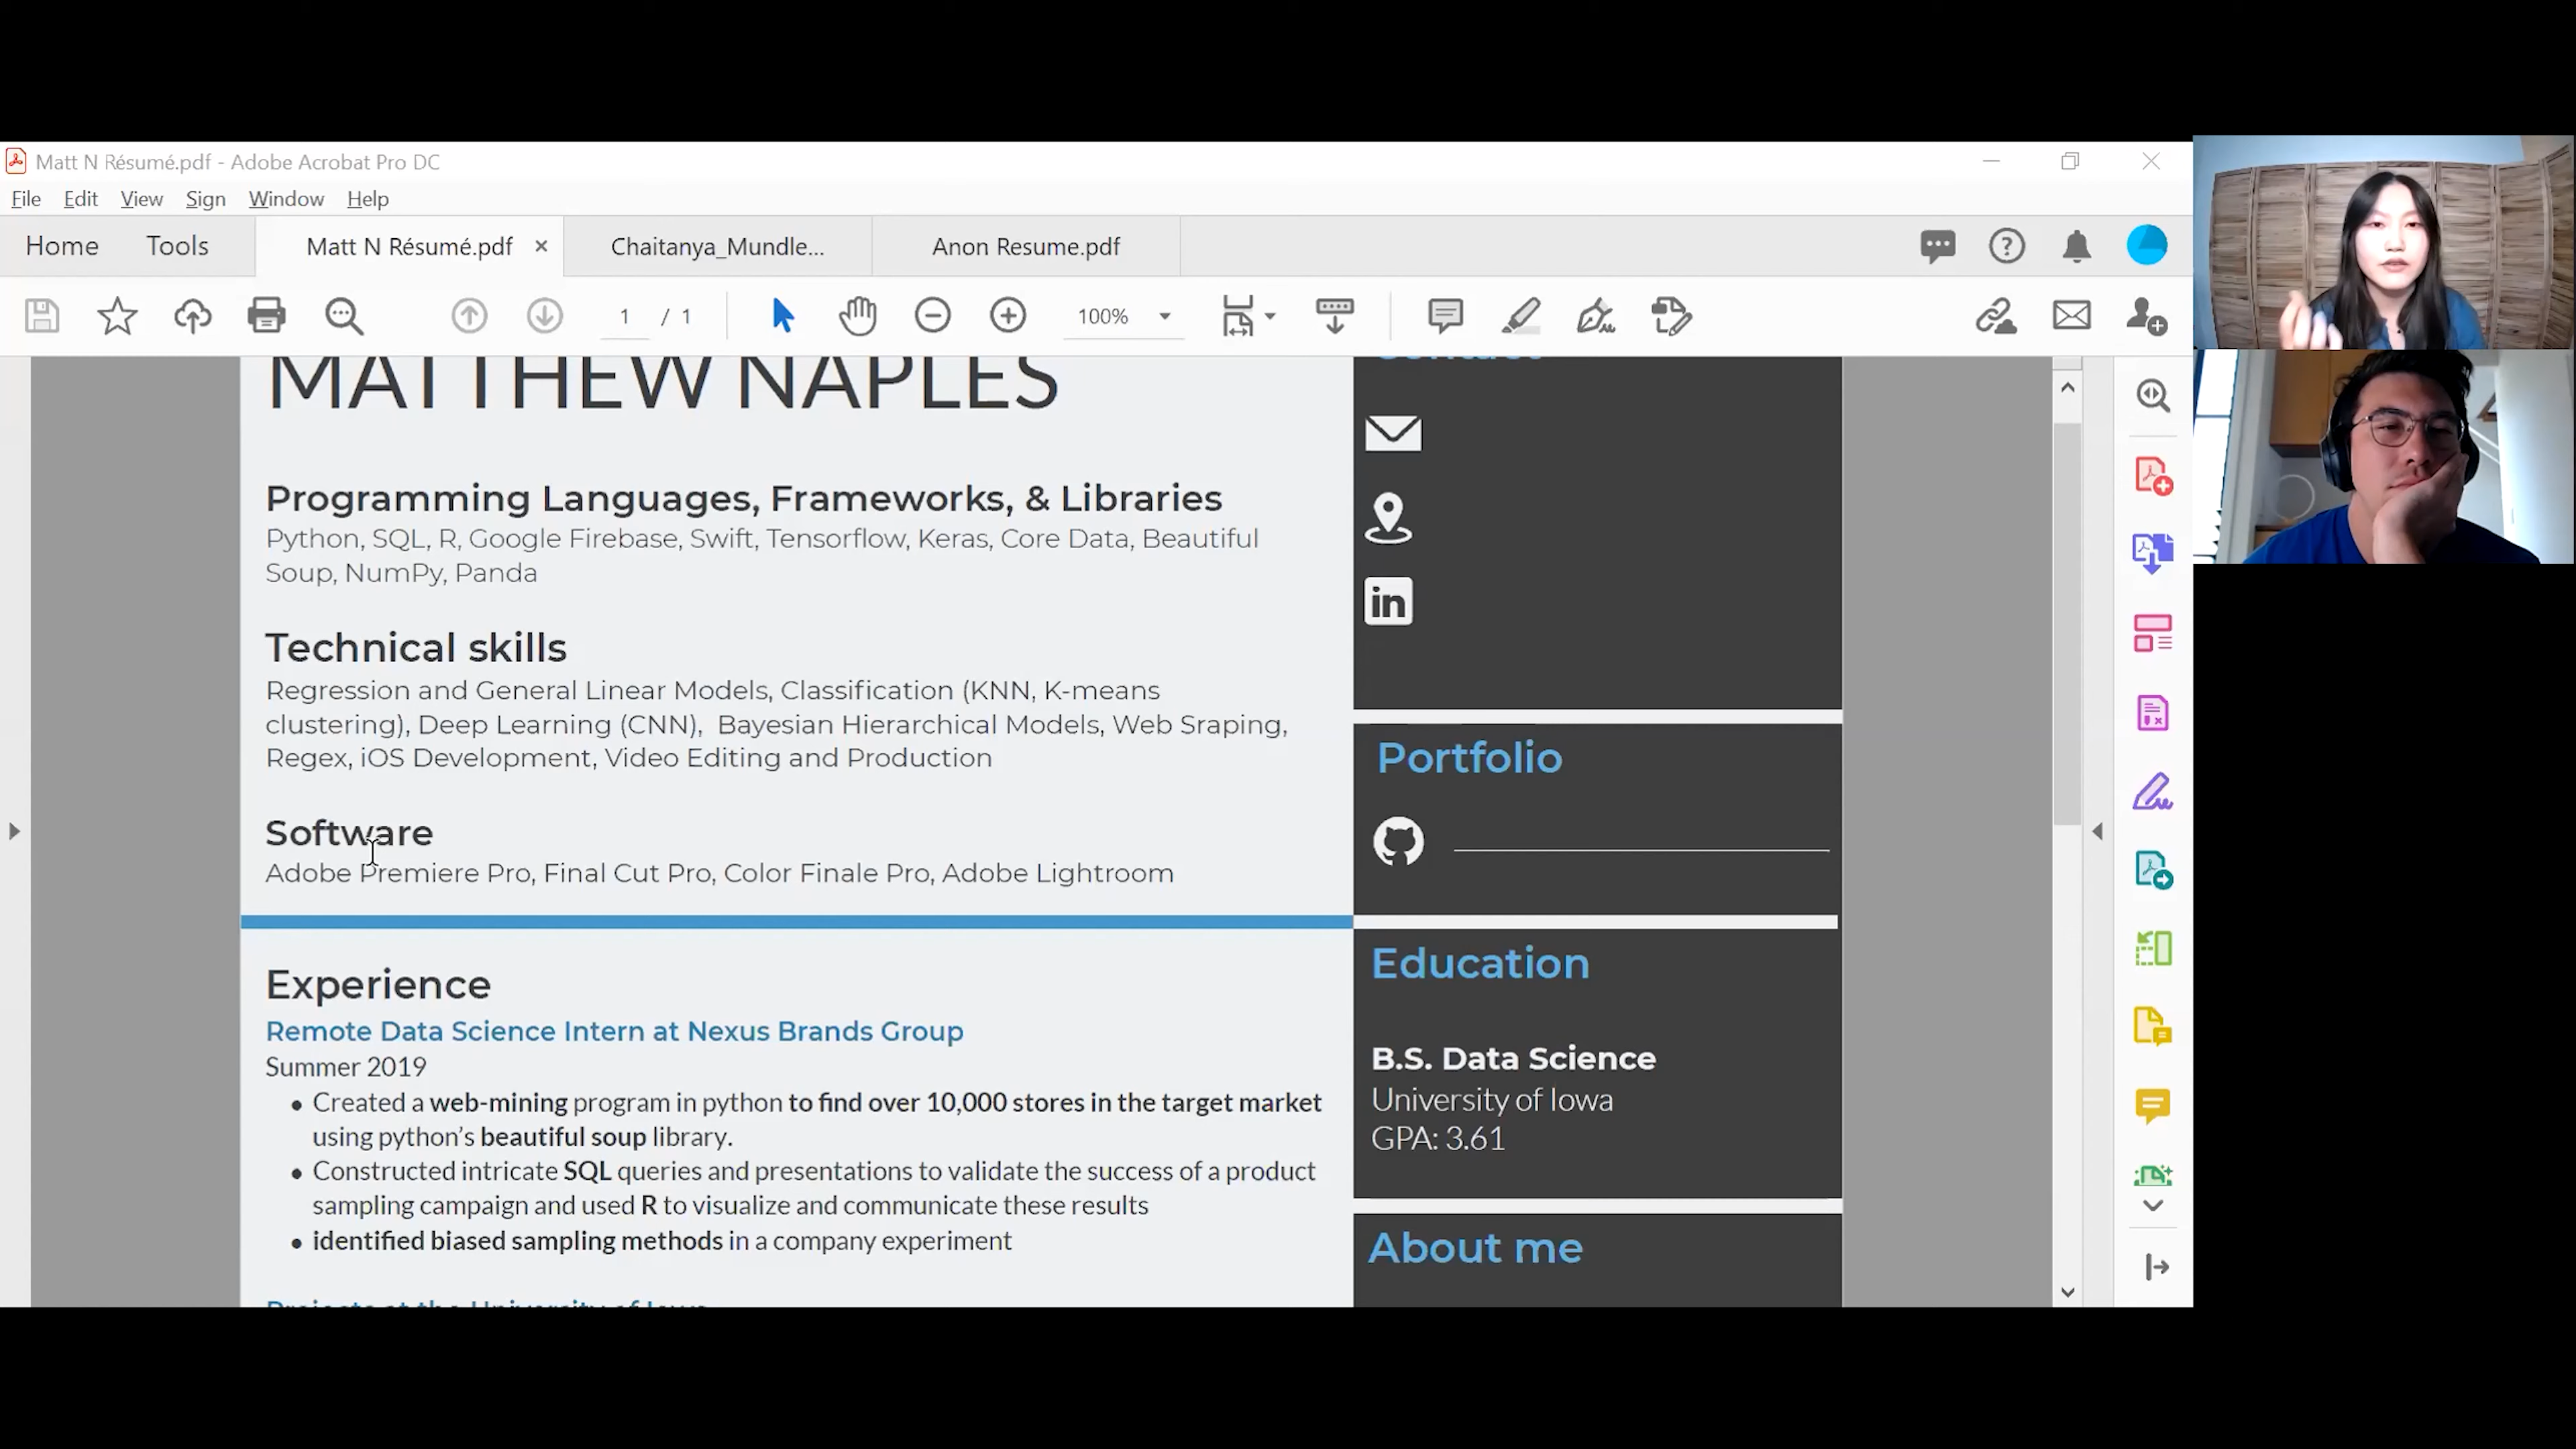 Matt N Résumé.pdf - Adobe Acrobat Pro DC
File Edit View Sign Window Help
Home Tools Matt N Résumé.pdf × Chaitanya_Mundle... Anon Resume.pdf
1 / 1 100%
MATTHEW NAPLES
Programming Languages, Frameworks, & Libraries
Python, SQL, R, Google Firebase, Swift, Tensorflow, Keras, Core Data, Beautiful
Soup, NumPy, Panda
Technical skills
Regression and General Linear Models, Classification (KNN, K-means
clustering), Deep Learning (CNN), Bayesian Hierarchical Models, Web Sraping,
Regex, iOS Development, Video Editing and Production
Software
Adobe Premiere Pro, Final Cut Pro, Color Finale Pro, Adobe Lightroom
Experience
Remote Data Science Intern at Nexus Brands Group
Summer 2019
• Created a web-mining program in python to find over 10,000 stores in the target market
using python's beautiful soup library.
• Constructed intricate SQL queries and presentations to validate the success of a product
sampling campaign and used R to visualize and communicate these results
• identified biased sampling methods in a company experiment
Projects at the University of Iowa
Contact
in
Portfolio
Education
B.S. Data Science
University of Iowa
GPA: 3.61
About me